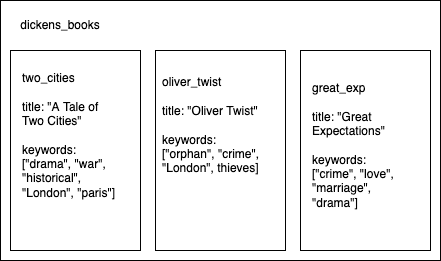 dickens_books
two_cities
title: "A Tale of
Two Cities"
keywords:
["drama", "war",
"historical",
"London", "paris"]
oliver_twist
title: "Oliver Twist"
keywords:
["orphan", "crime",
"London", thieves]
great_exp
title: "Great
Expectations"
keywords:
["crime", "love",
"marriage",
"drama"]